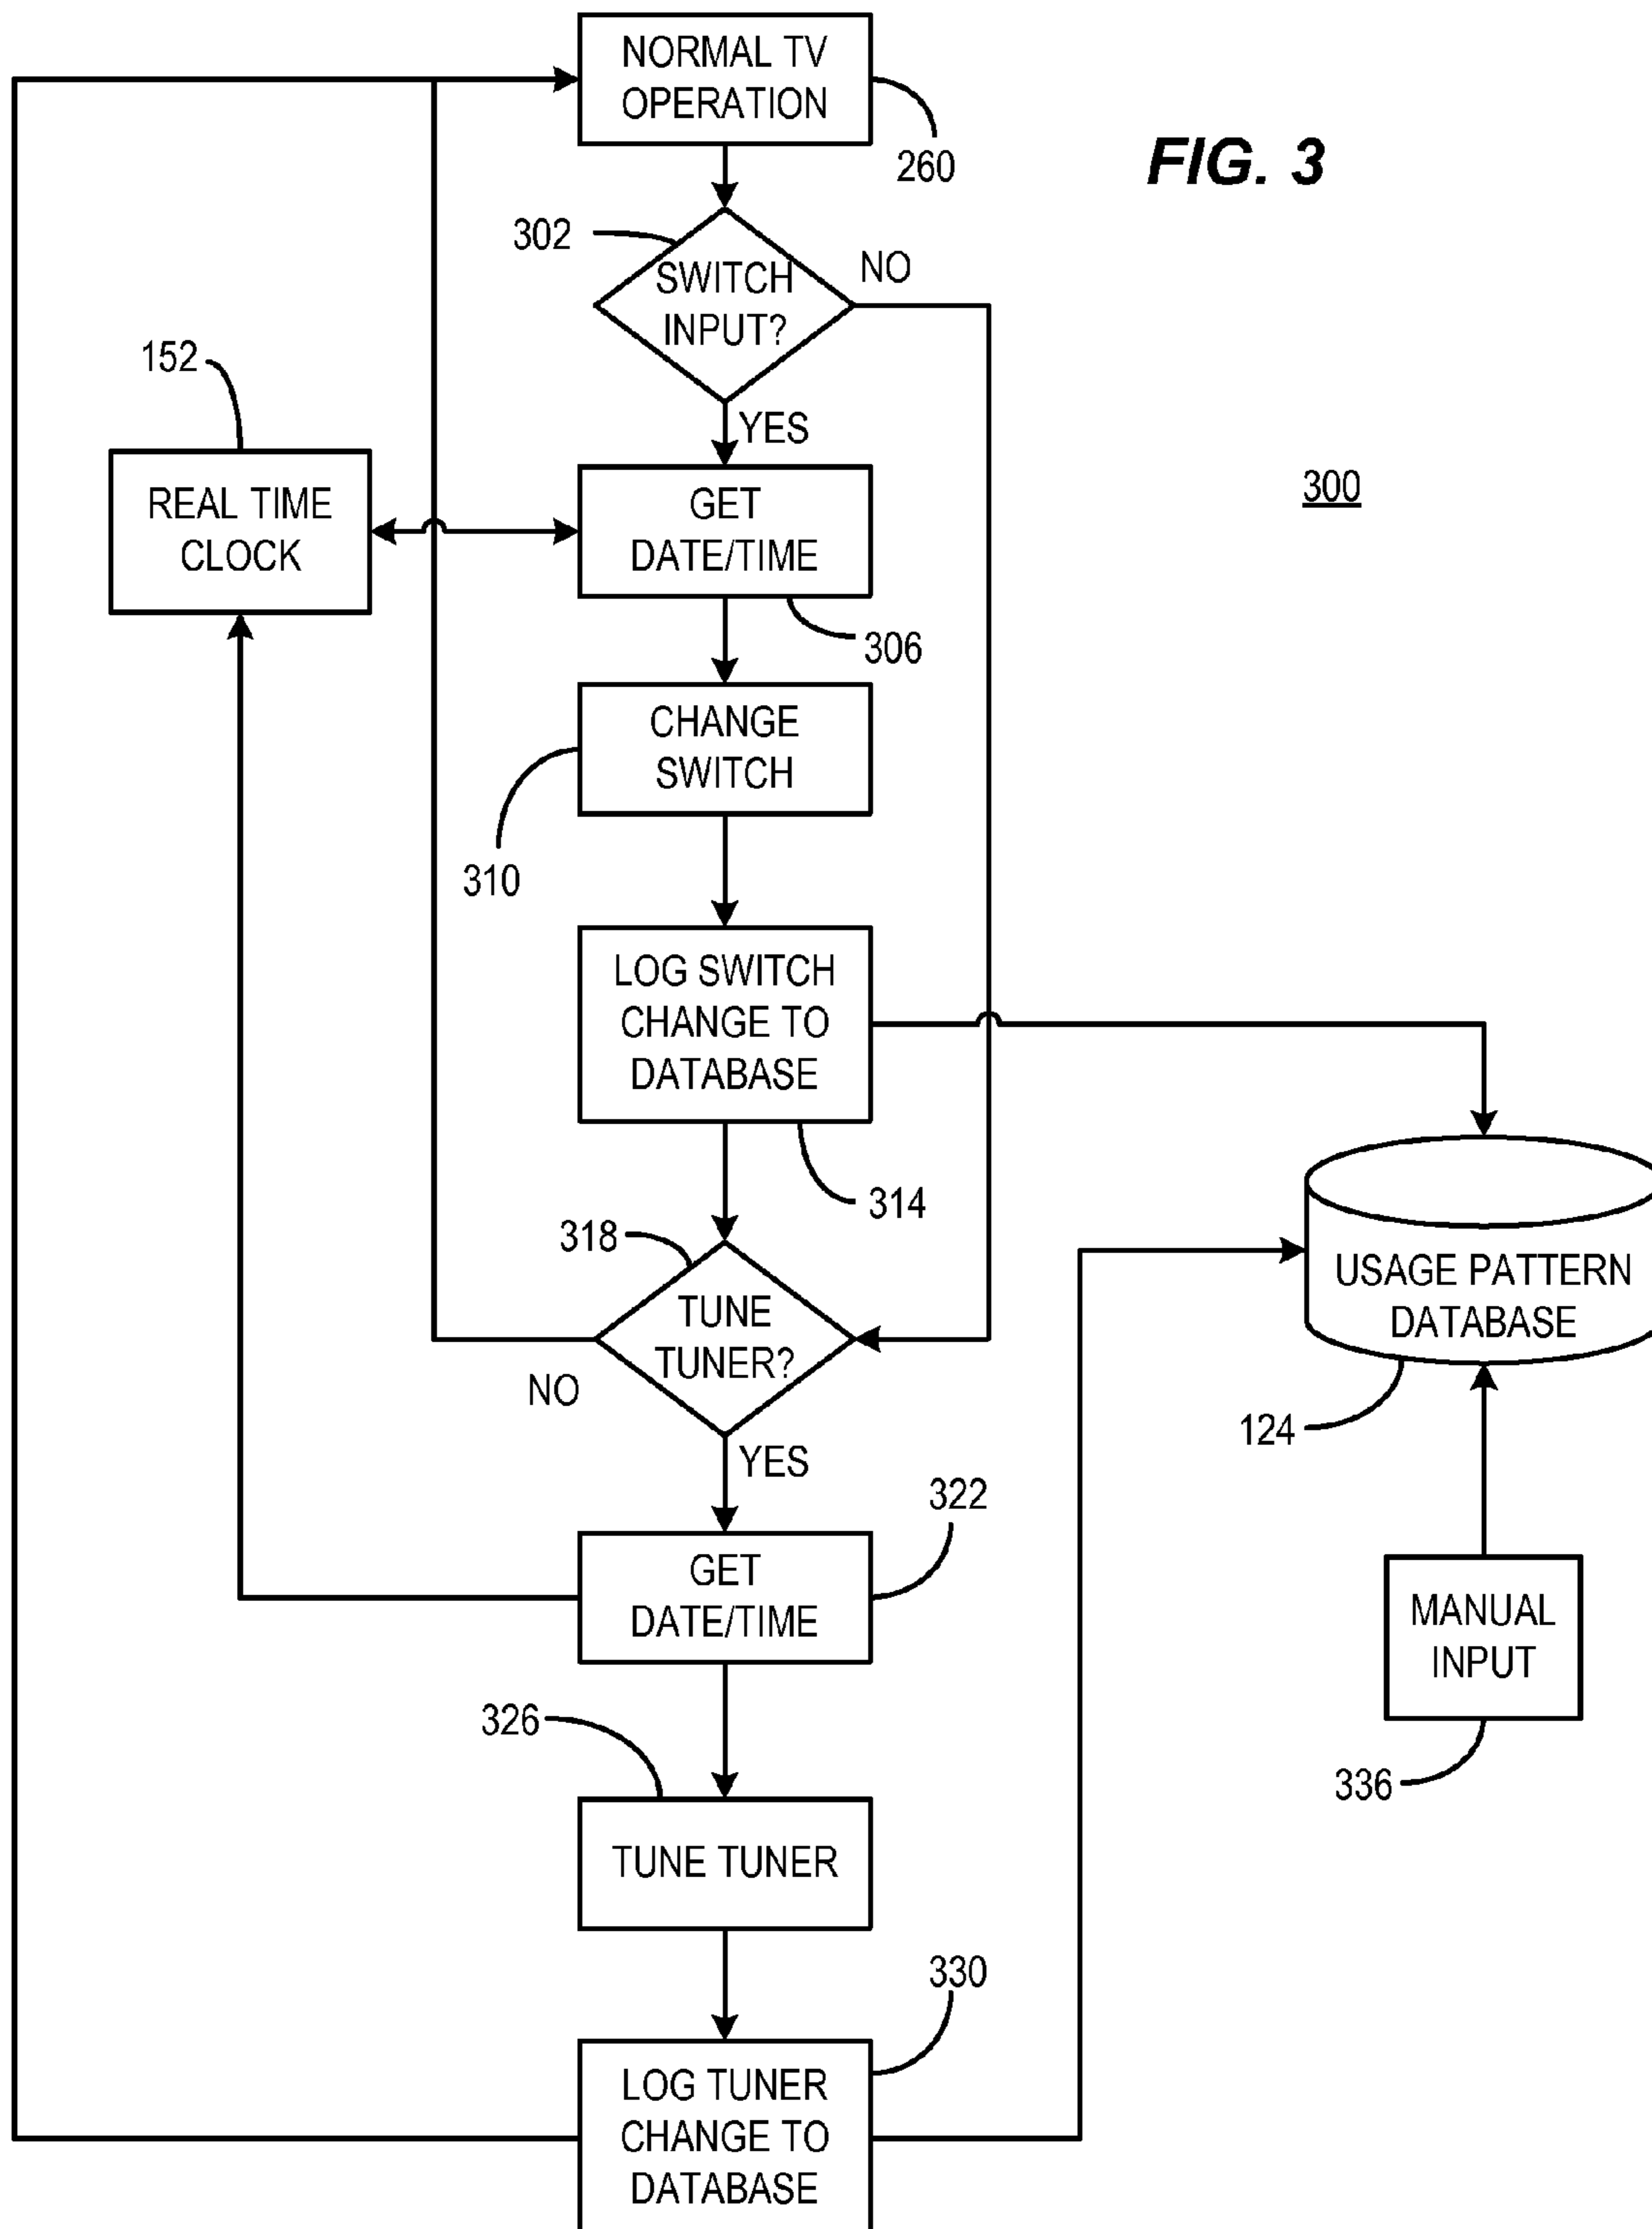 NORMAL TV
OPERATION
260
FIG. 3
302
SWITCH
INPUT?
NO
YES
152
REAL TIME
CLOCK
GET
DATE/TIME
306
300
CHANGE
SWITCH
310
LOG SWITCH
CHANGE TO
DATABASE
314
318
TUNE
TUNER?
NO
YES
USAGE PATTERN
DATABASE
124
322
GET
DATE/TIME
MANUAL
INPUT
336
326
TUNE TUNER
330
LOG TUNER
CHANGE TO
DATABASE